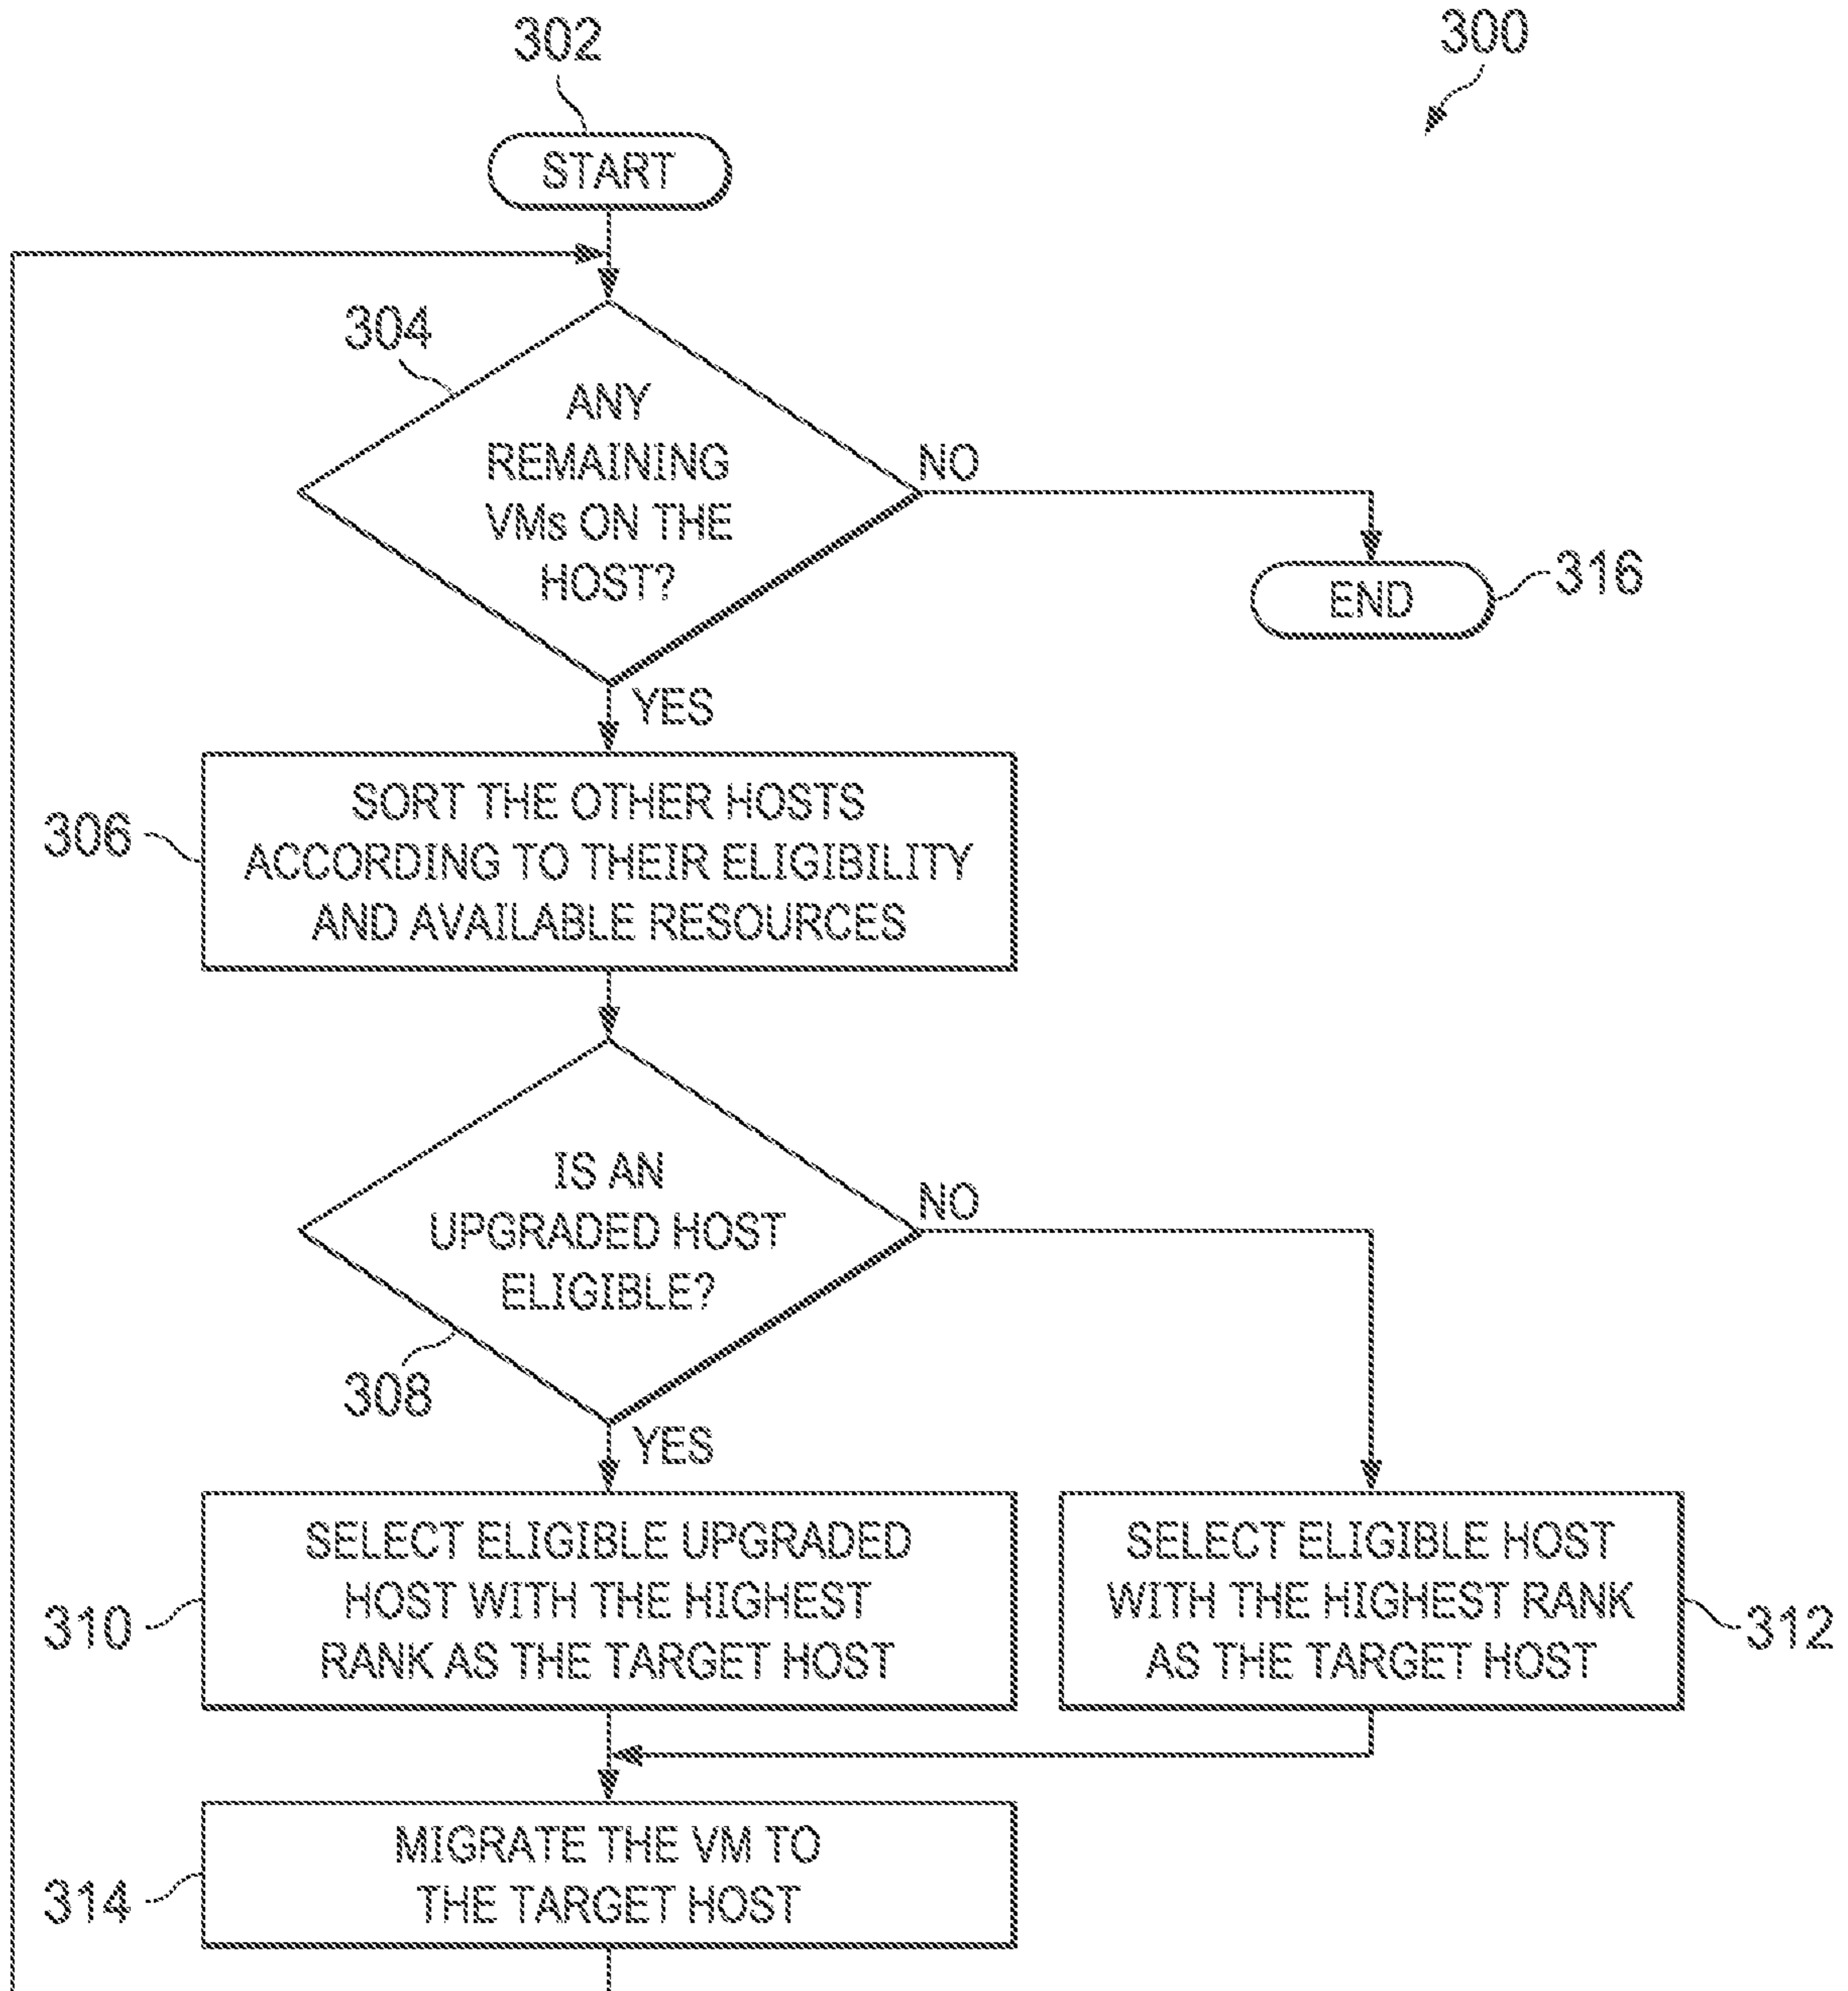 302
300
START
304
ANY
REMAINING
VMs ON THE
HOST?
NO
END
316
YES
306
SORT THE OTHER HOSTS
ACCORDING TO THEIR ELIGIBILITY
AND AVAILABLE RESOURCES
IS AN
UPGRADED HOST
ELIGIBLE?
NO
308
YES
310
SELECT ELIGIBLE UPGRADED
HOST WITH THE HIGHEST
RANK AS THE TARGET HOST
SELECT ELIGIBLE HOST
WITH THE HIGHEST RANK
AS THE TARGET HOST
312
314
MIGRATE THE VM TO
THE TARGET HOST